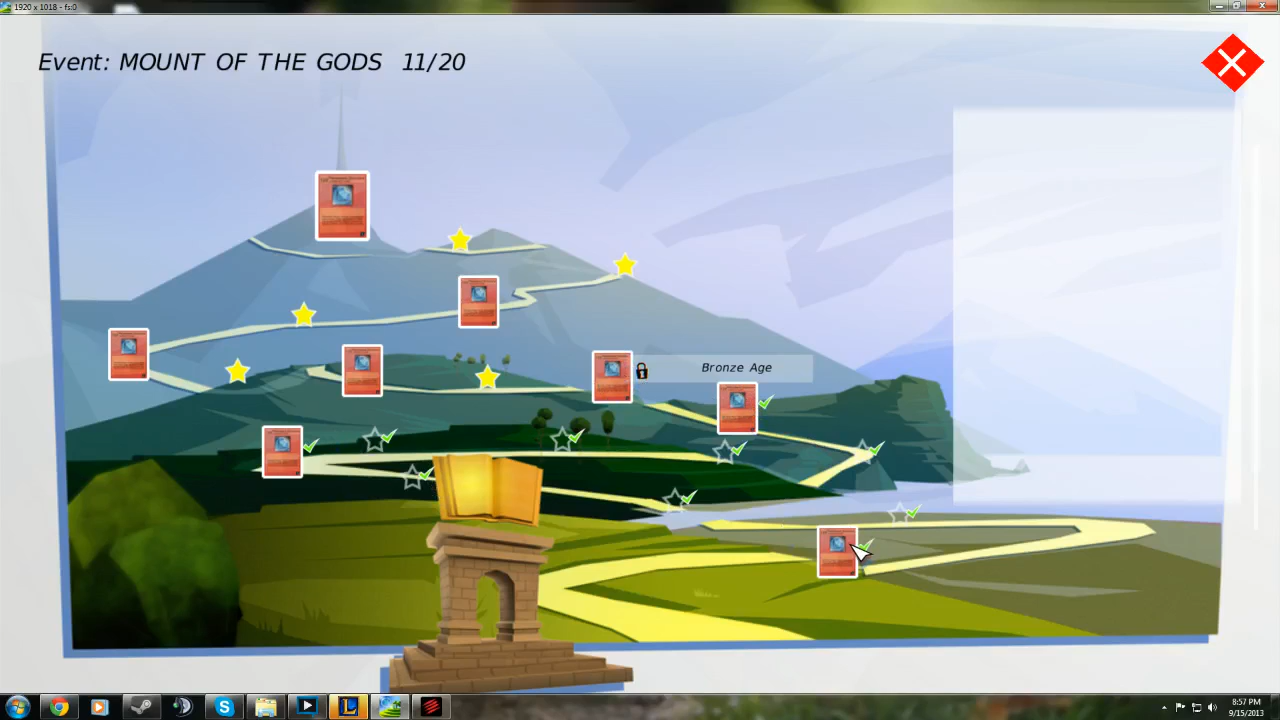 1920 x 1018 - fs:0
Event: MOUNT OF THE GODS 11/20
Bronze Age
8:57 PM
9/15/2013